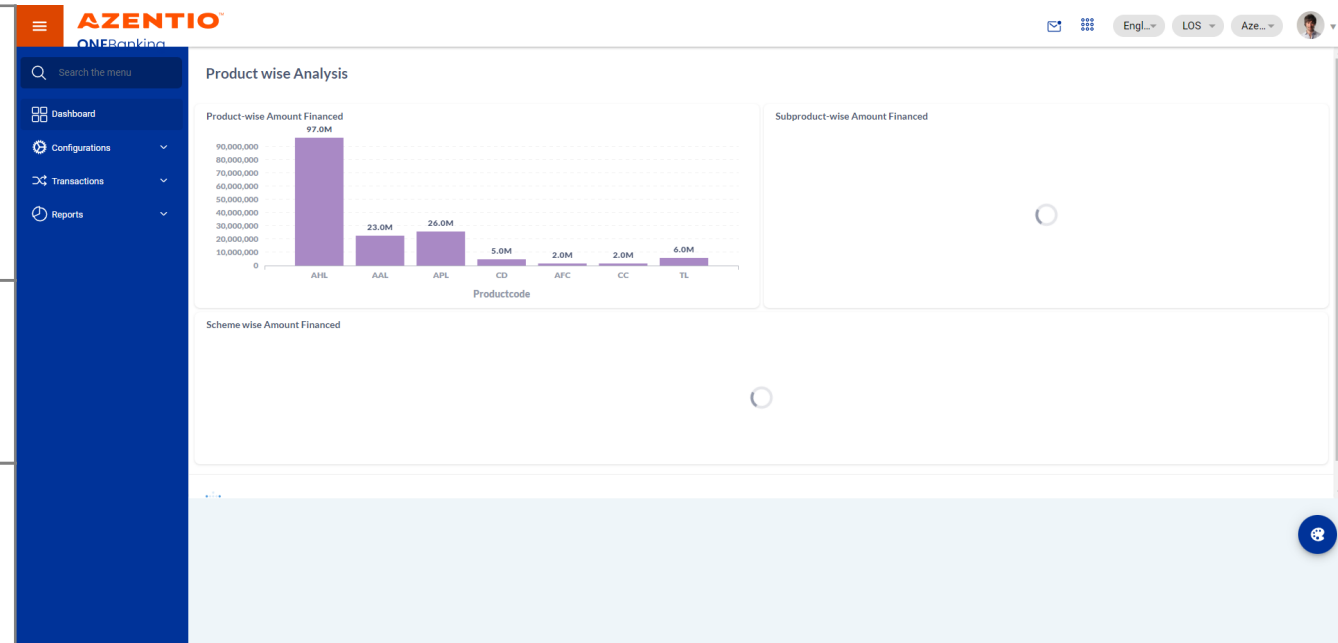 AZENTIO™
ONEBanking
Engl...
LOS
Aze...
Search the menu
Dashboard
Configurations
Transactions
Reports
Product wise Analysis
Product-wise Amount Financed
97.0M
90,000,000
80,000,000
70,000,000
60,000,000
50,000,000
40,000,000
30,000,000
20,000,000
10,000,000
0
23.0M
26.0M
5.0M
2.0M
2.0M
6.0M
AHL AAL APL CD AFC CC TL
Productcode
Subproduct-wise Amount Financed
Scheme wise Amount Financed